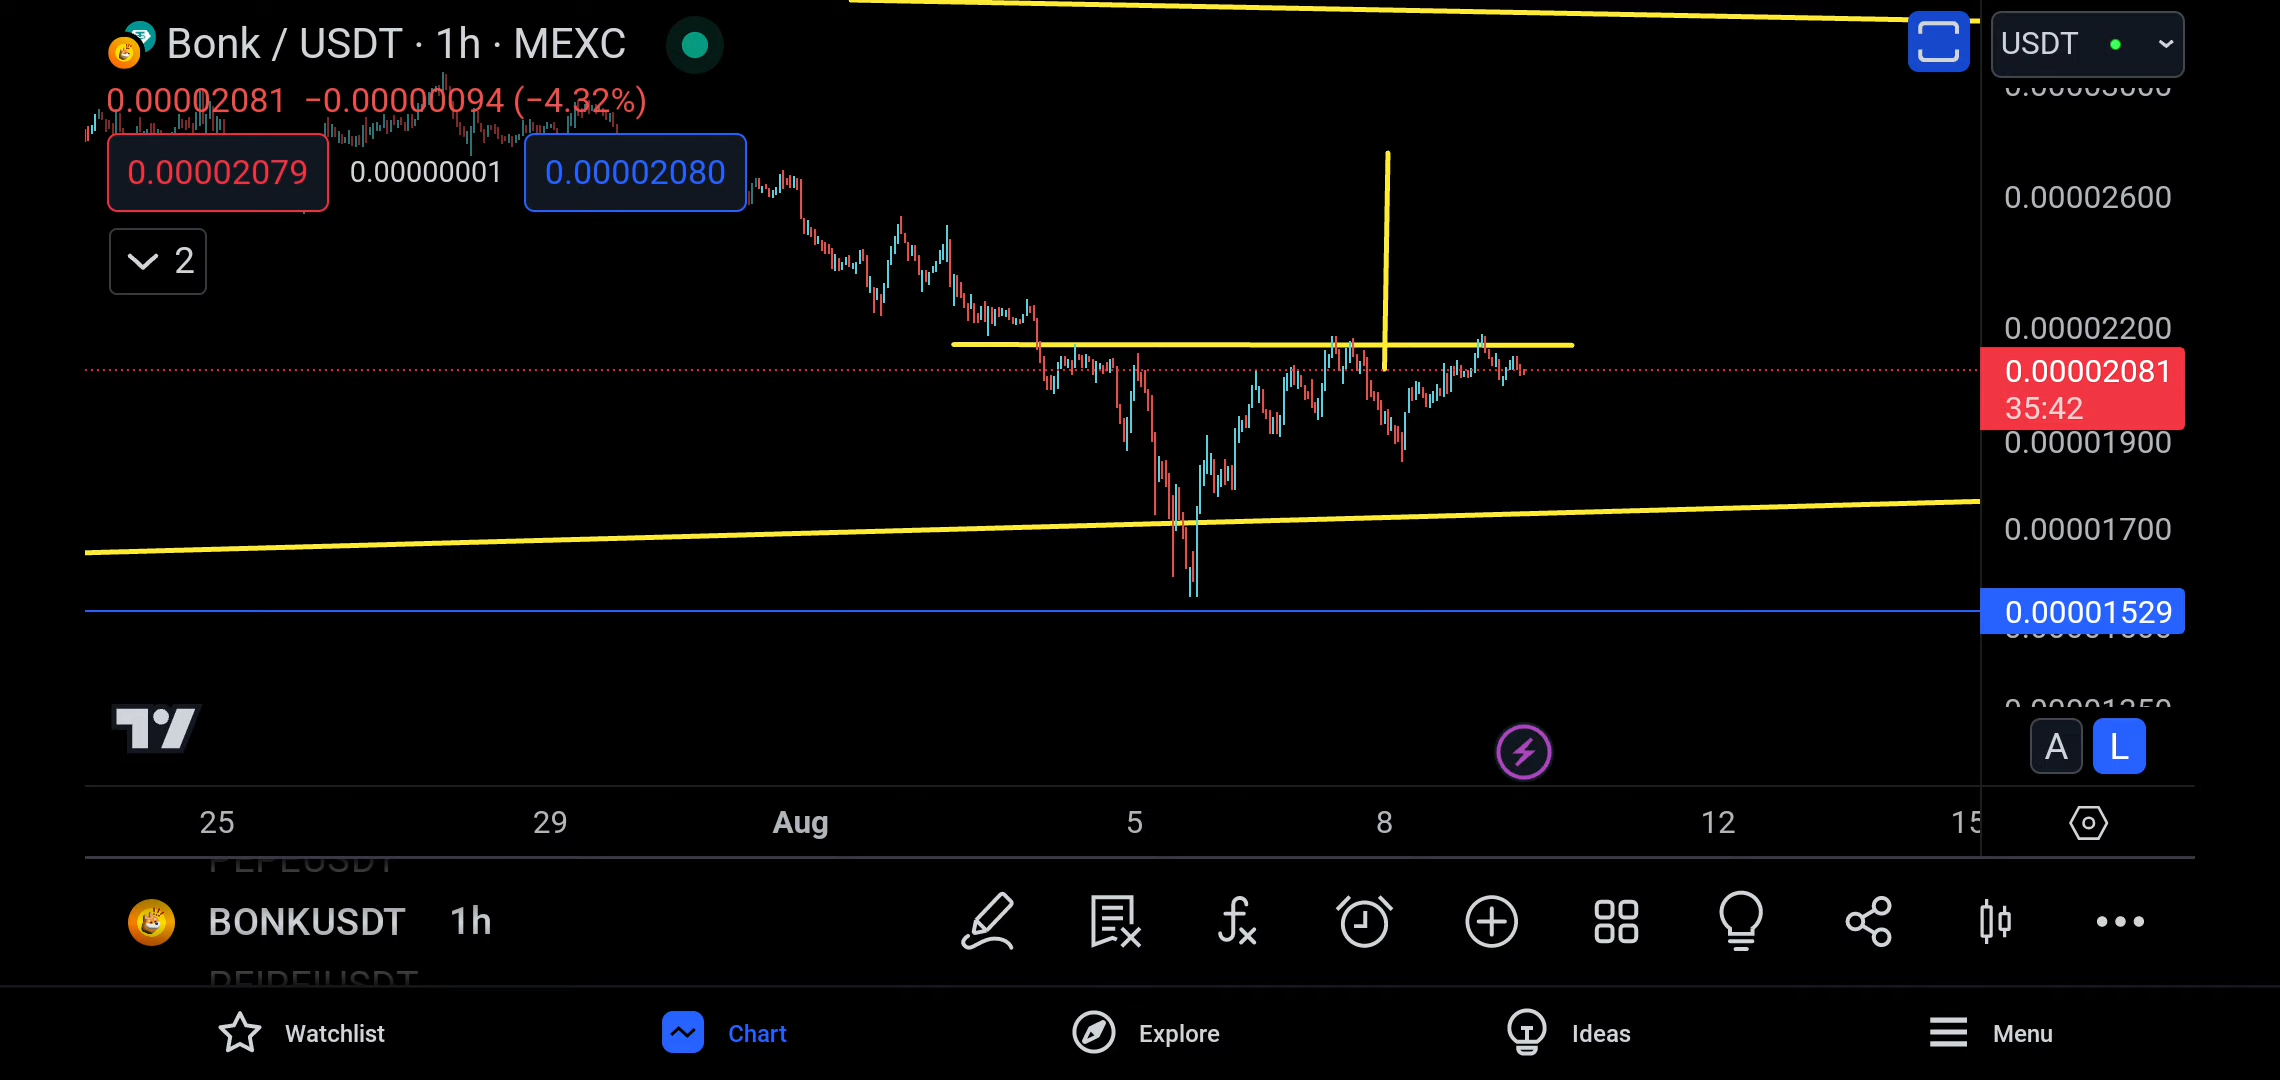 Bonk / USDT · 1h · MEXC
USDT
0.00002081 −0.00000094 (−4.32%)
0.00002079 0.00000001 0.00002080
2
0.00002600
0.00002200
0.00002081
35:42
0.00001900
0.00001700
0.00001529
A L
25 29 Aug 5 8 12 15
PEPEUSDT
BONKUSDT 1h
Watchlist Chart Explore Ideas Menu